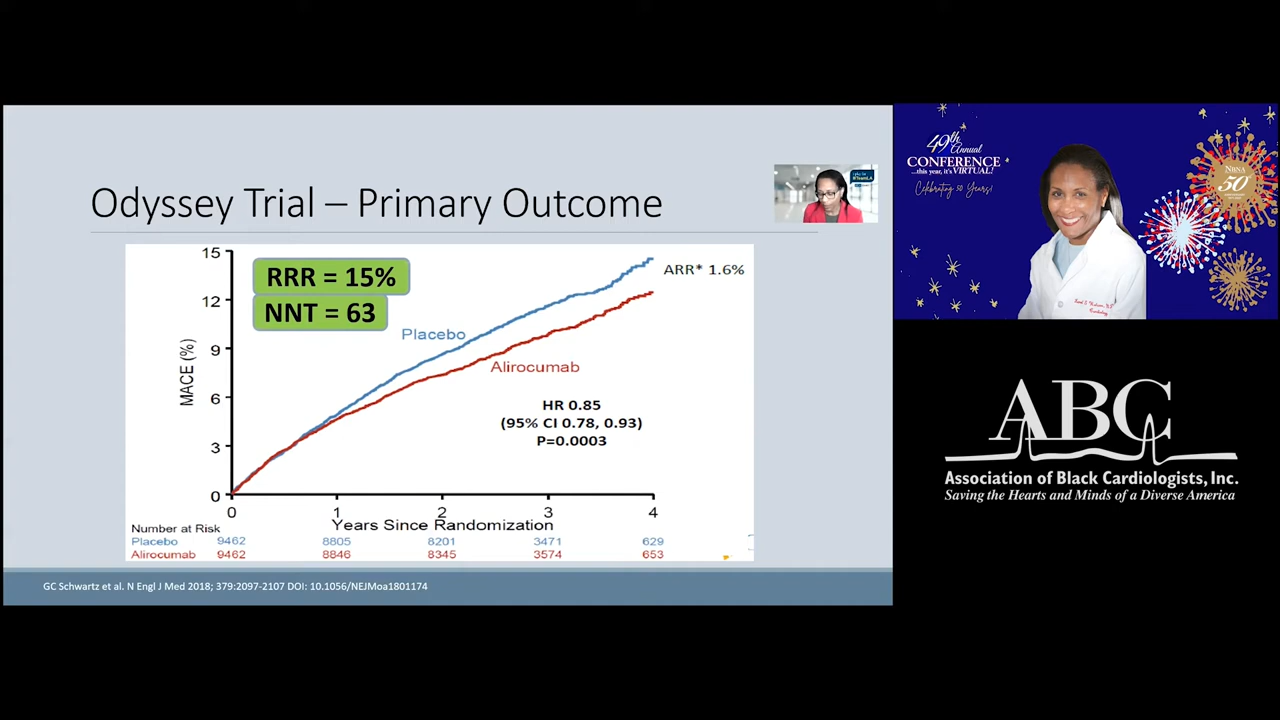 Odyssey Trial – Primary Outcome
15
12
9
6
3
0
MACE (%)
RRR = 15%
NNT = 63
ARR* 1.6%
Placebo
Alirocumab
HR 0.85
(95% CI 0.78, 0.93)
P=0.0003
0 1 2 3 4
Years Since Randomization
Number at Risk
Placebo 9462 8805 8201 3471 629
Alirocumab 9462 8846 8345 3574 653
GC Schwartz et al. N Engl J Med 2018; 379:2097-2107 DOI: 10.1056/NEJMoa1801174
49th Annual
CONFERENCE
...this year, it's VIRTUAL!
Celebrating 50 Years!
NBNA
50
ABC
Association of Black Cardiologists, Inc.
Saving the Hearts and Minds of a Diverse America